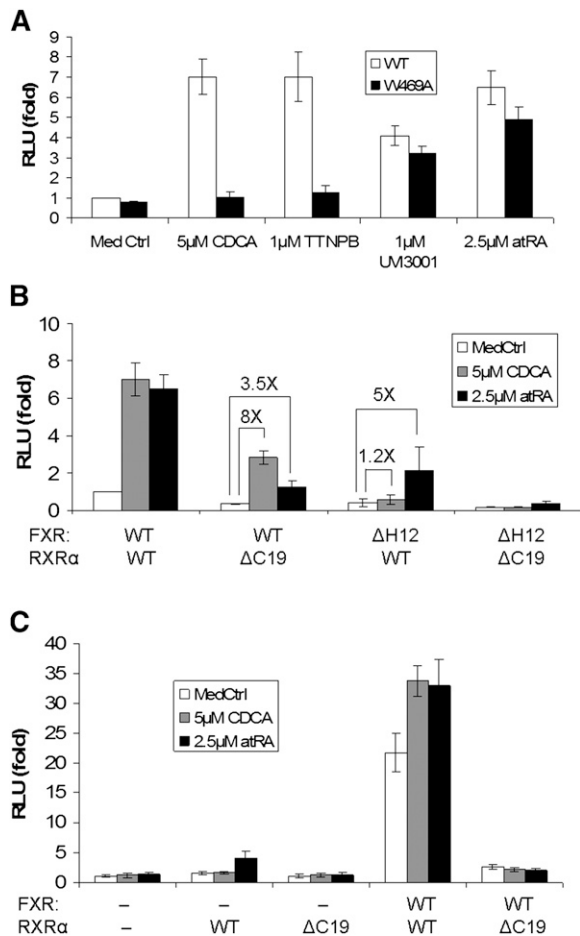 A
RLU (fold)
9
8
7
6
5
4
3
2
1
0
WT
W469A
Med Ctrl
5µM CDCA
1µM TTNPB
1µM UM3001
2.5µM atRA
B
RLU (fold)
10
8
6
4
2
0
MedCtrl
5µM CDCA
2.5µM atRA
3.5X
8X
5X
1.2X
FXR: WT WT ΔH12 ΔH12
RXRα WT ΔC19 WT ΔC19
C
RLU (fold)
40
35
30
25
20
15
10
5
0
MedCtrl
5µM CDCA
2.5µM atRA
FXR: – – – WT WT
RXRα – WT ΔC19 WT ΔC19